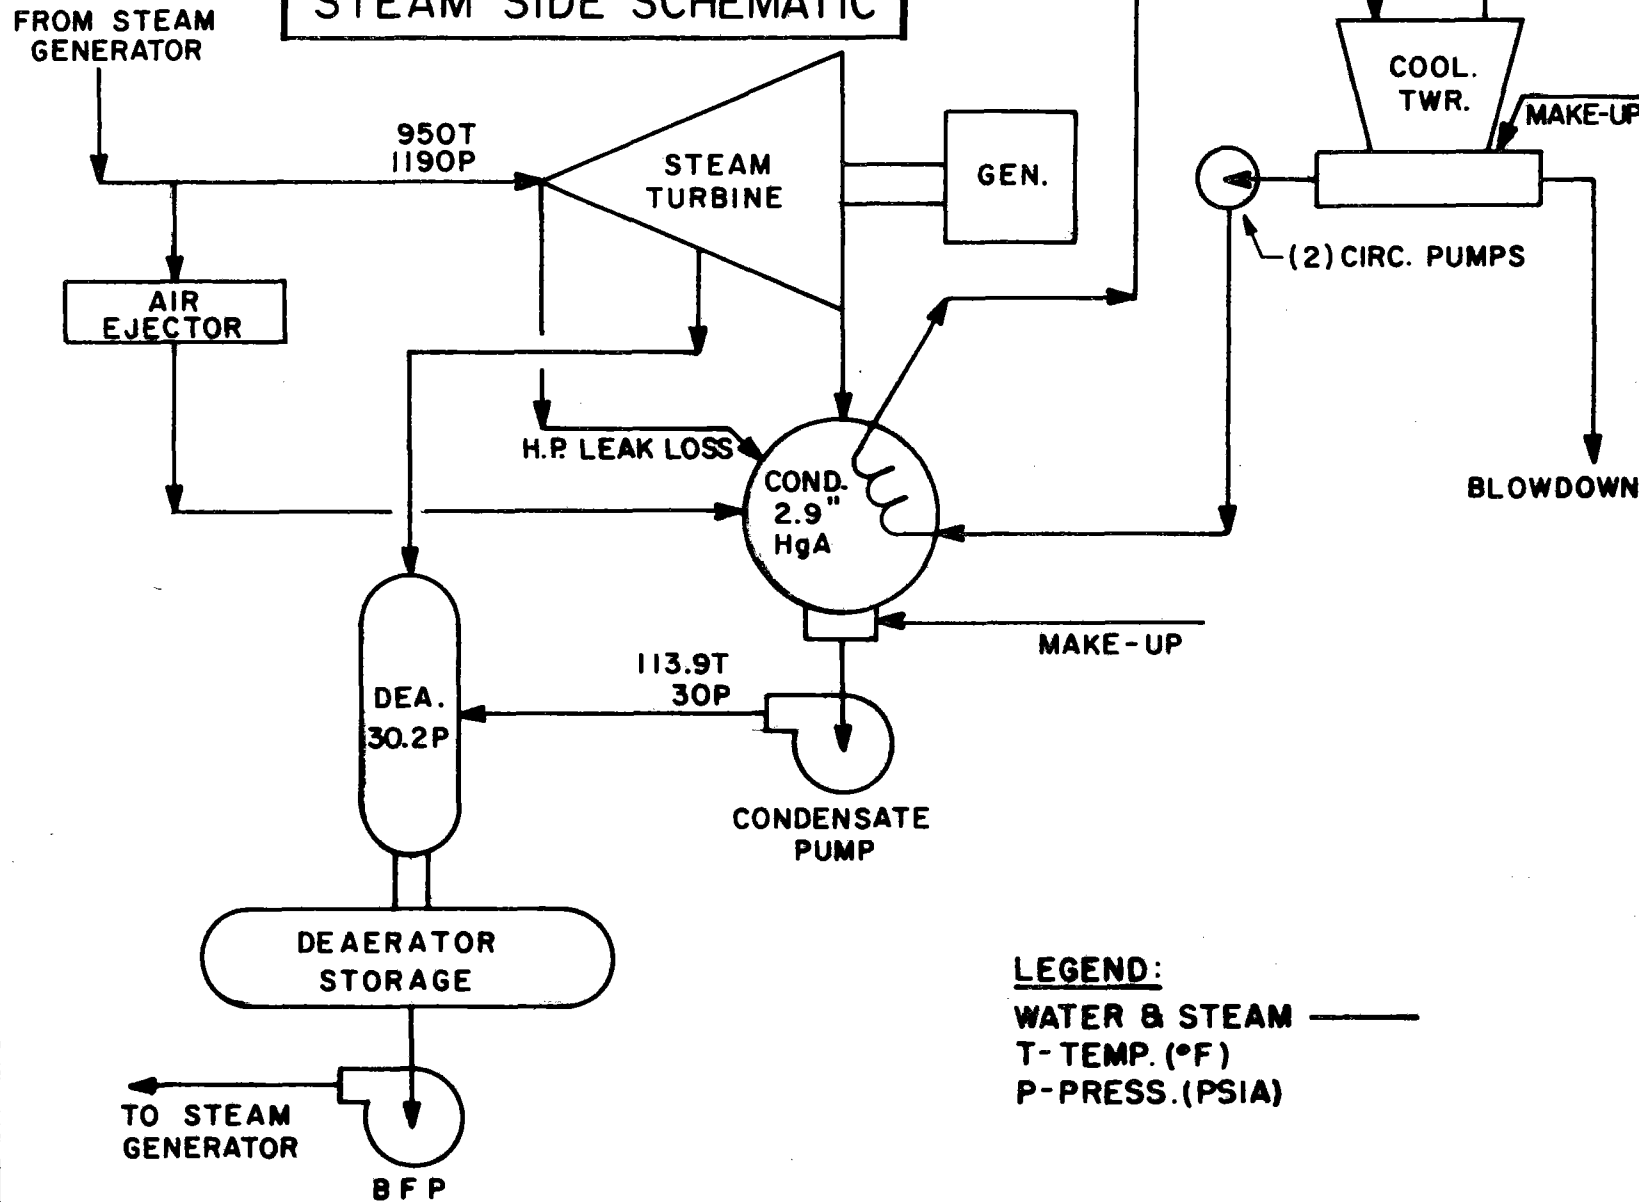 STEAM SIDE SCHEMATIC
FROM STEAM
GENERATOR
COOL.
TWR.
MAKE-UP
950T
1190P
STEAM
TURBINE
GEN.
(2) CIRC. PUMPS
AIR
EJECTOR
H.P. LEAK LOSS
COND.
2.9"
HgA
BLOWDOWN
MAKE-UP
113.9T
30P
DEA.
30.2P
CONDENSATE
PUMP
DEAERATOR
STORAGE
LEGEND:
WATER & STEAM
T-TEMP. (°F)
P-PRESS. (PSIA)
TO STEAM
GENERATOR
BFP